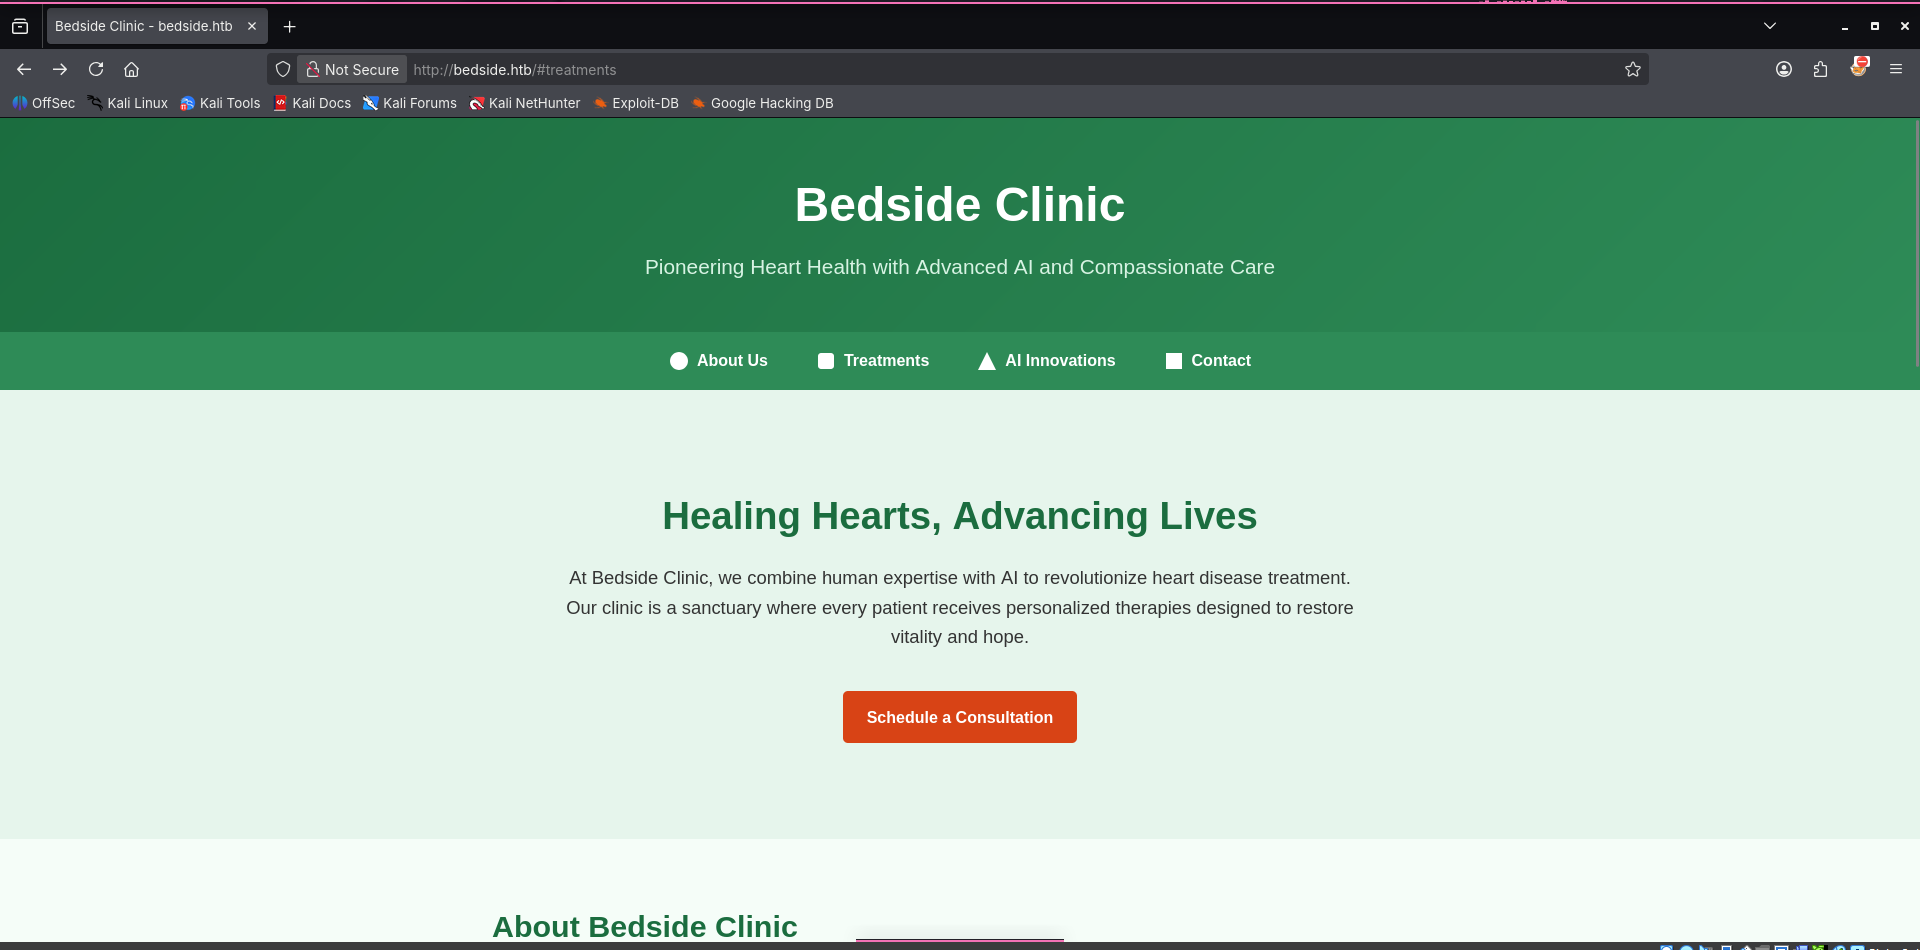 Bedside Clinic - bedside.htb
Not Secure
http://bedside.htb/#treatments
OffSec Kali Linux Kali Tools Kali Docs Kali Forums Kali NetHunter Exploit-DB Google Hacking DB
Bedside Clinic
Pioneering Heart Health with Advanced AI and Compassionate Care
About Us Treatments AI Innovations Contact
Healing Hearts, Advancing Lives
At Bedside Clinic, we combine human expertise with AI to revolutionize heart disease treatment.
Our clinic is a sanctuary where every patient receives personalized therapies designed to restore
vitality and hope.
Schedule a Consultation
About Bedside Clinic